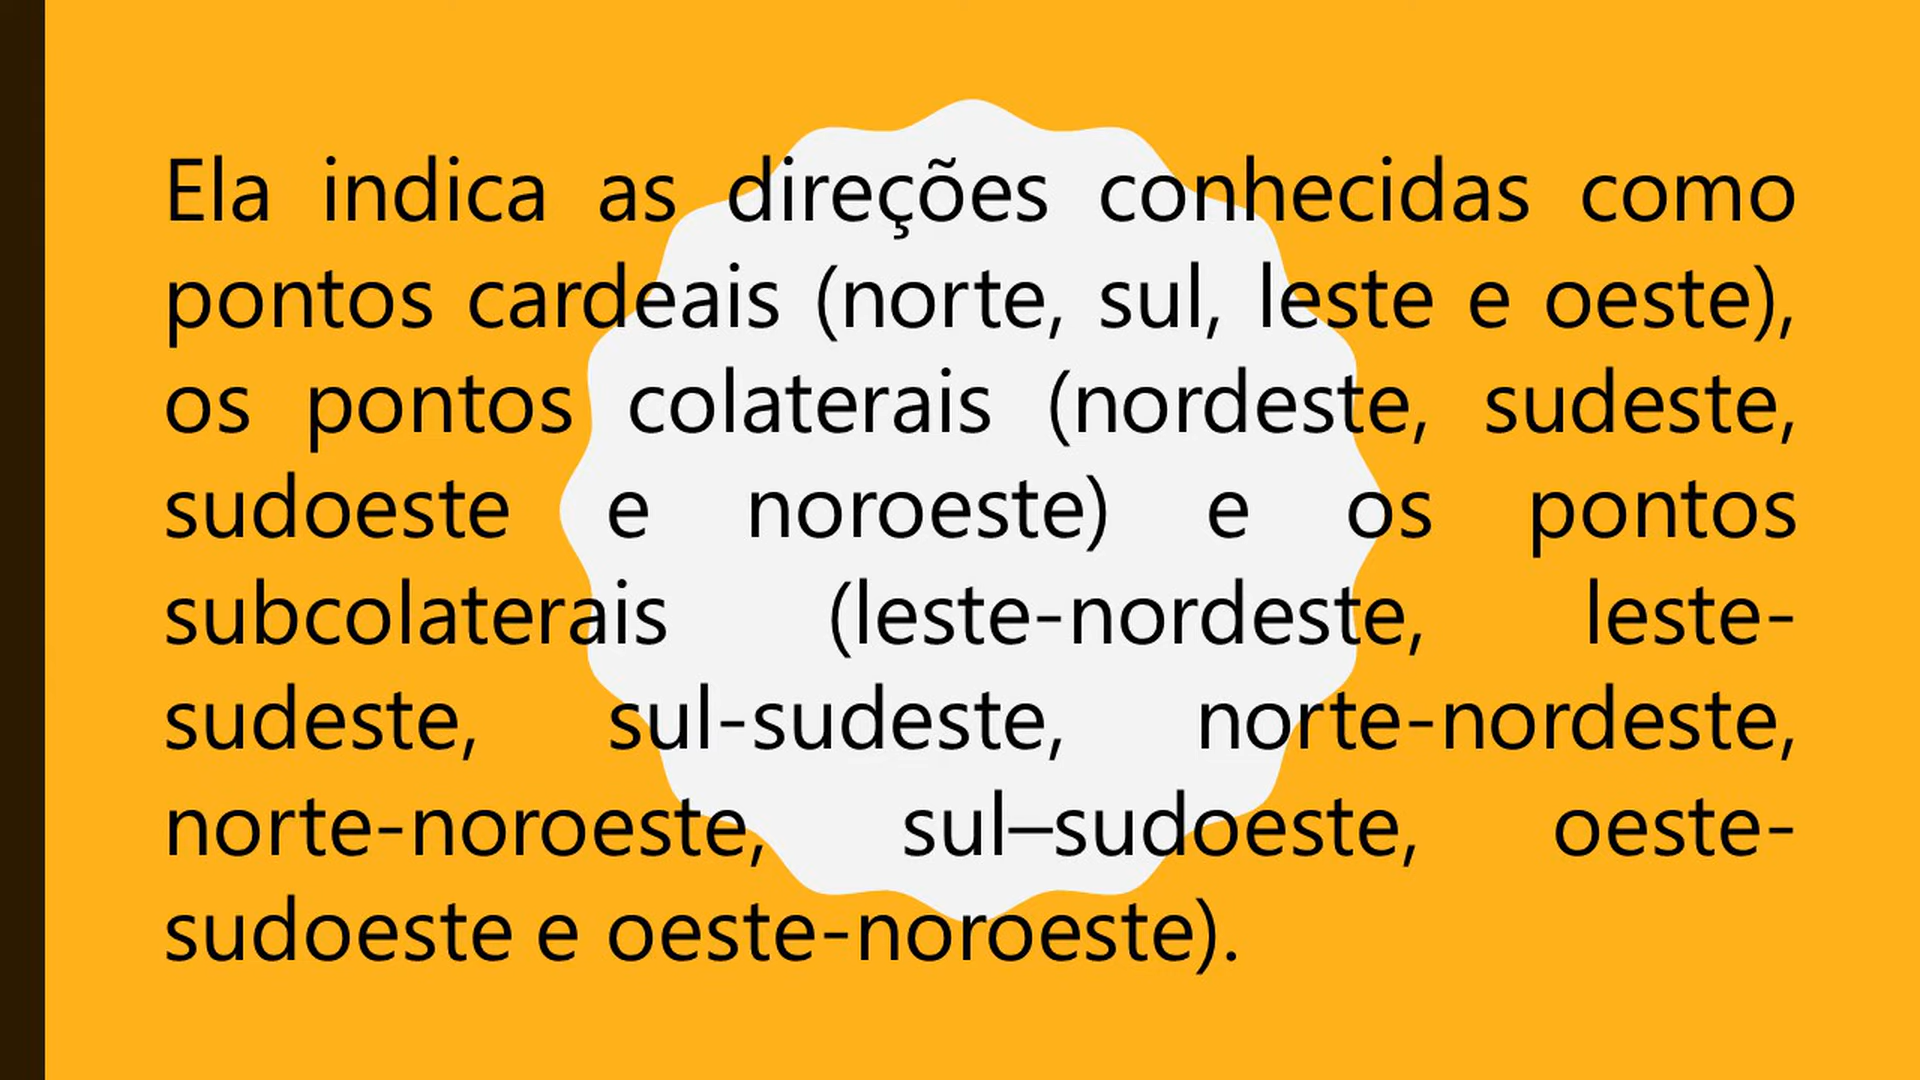 Ela indica as direções conhecidas como
pontos cardeais (norte, sul, leste e oeste),
os pontos colaterais (nordeste, sudeste,
sudoeste e noroeste) e os pontos
subcolaterais (leste-nordeste, leste-
sudeste, sul-sudeste, norte-nordeste,
norte-noroeste, sul–sudoeste, oeste-
sudoeste e oeste-noroeste).